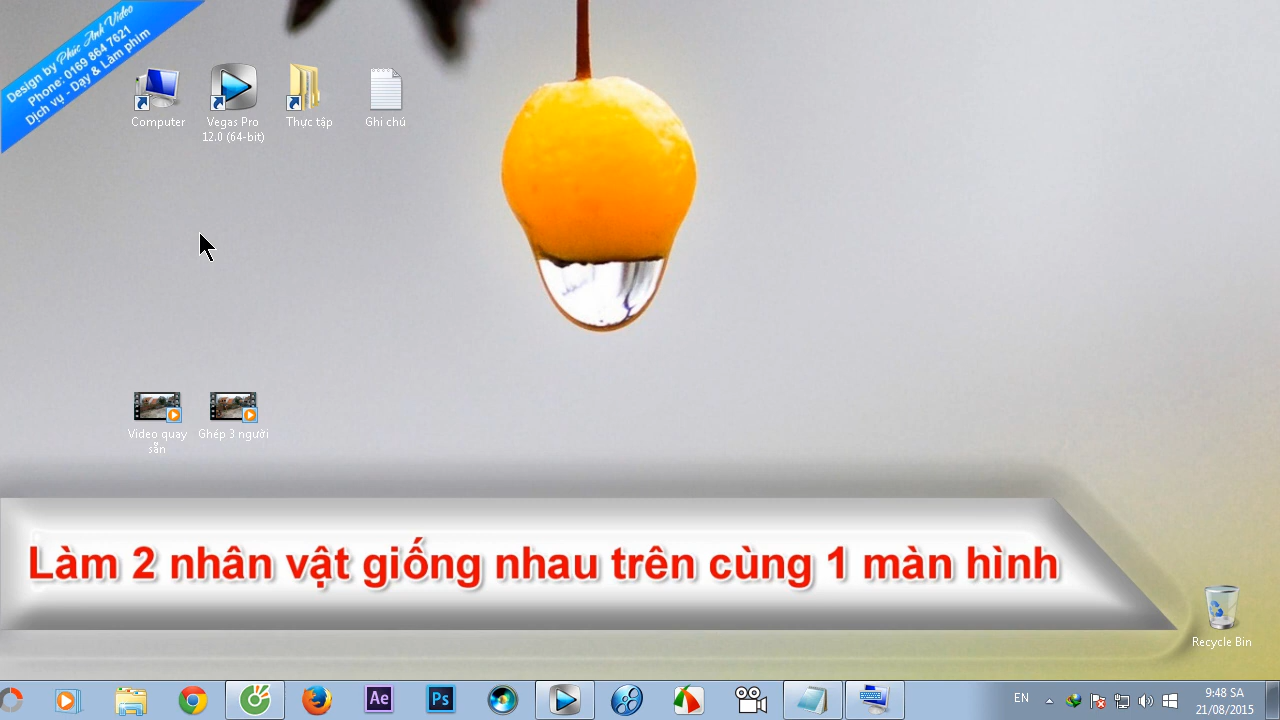 Design by Phúc Anh Video
Phone: 0169 864 7621
Dịch vụ - Dạy & Làm phim
Computer
Vegas Pro
12.0 (64-bit)
Thực tập
Ghi chú
Video quay
sẵn
Ghép 3 người
Làm 2 nhân vật giống nhau trên cùng 1 màn hình
Recycle Bin
Ae
Ps
EN
9:48 SA
21/08/2015